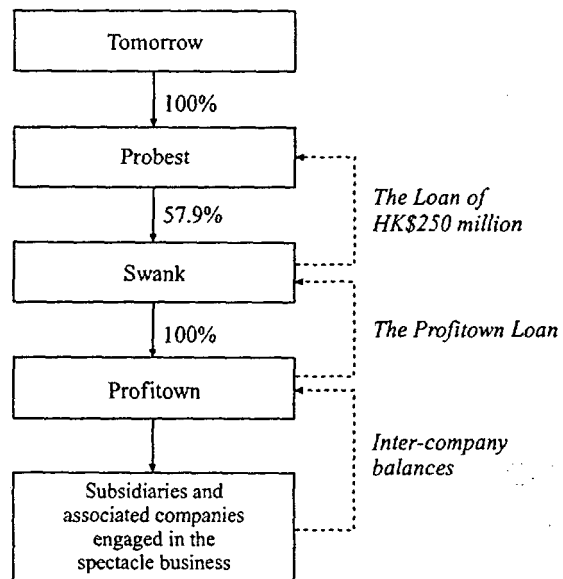 Tomorrow
100%
Probest
The Loan of
HK$250 million
57.9%
Swank
The Profitown Loan
100%
Profitown
Inter-company
balances
Subsidiaries and
associated companies
engaged in the
spectacle business